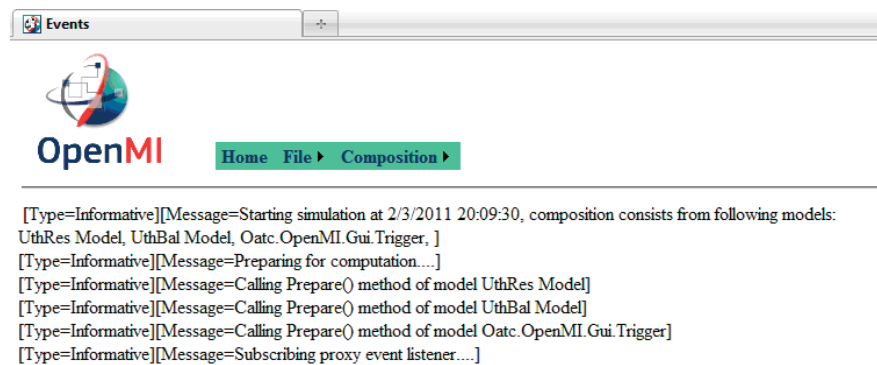 Events
OpenMI
Home File Composition
[Type=Informative][Message=Starting simulation at 2/3/2011 20:09:30, composition consists from following models:
UthRes Model, UthBal Model, Oatc.OpenMI.Gui.Trigger, ]
[Type=Informative][Message=Preparing for computation....]
[Type=Informative][Message=Calling Prepare() method of model UthRes Model]
[Type=Informative][Message=Calling Prepare() method of model UthBal Model]
[Type=Informative][Message=Calling Prepare() method of model Oatc.OpenMI.Gui.Trigger]
[Type=Informative][Message=Subscribing proxy event listener....]